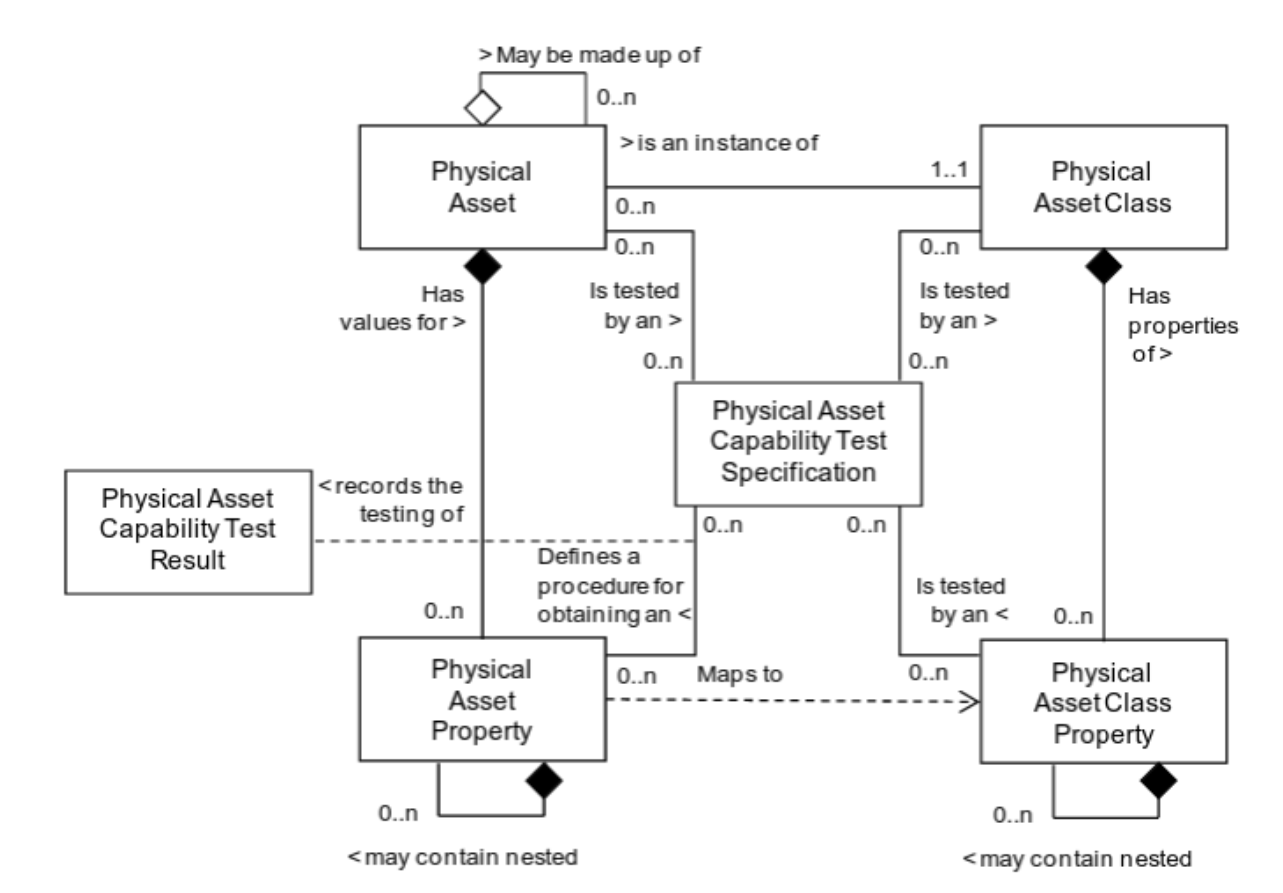 > May be made up of
0..n
> is an instance of
Physical
Asset
1..1
Physical
Asset Class
0..n
0..n
0..n
Has
values for >
Is tested
by an >
Is tested
by an >
Has
properties
of >
0..n
0..n
Physical Asset
Capability Test
Specification
Physical Asset
Capability Test
Result
< records the
testing of
0..n
0..n
Defines a
procedure for
obtaining an <
Is tested
by an <
0..n
0..n
Physical
Asset
Property
0..n
Maps to
0..n
Physical
Asset Class
Property
0..n
0..n
< may contain nested
< may contain nested